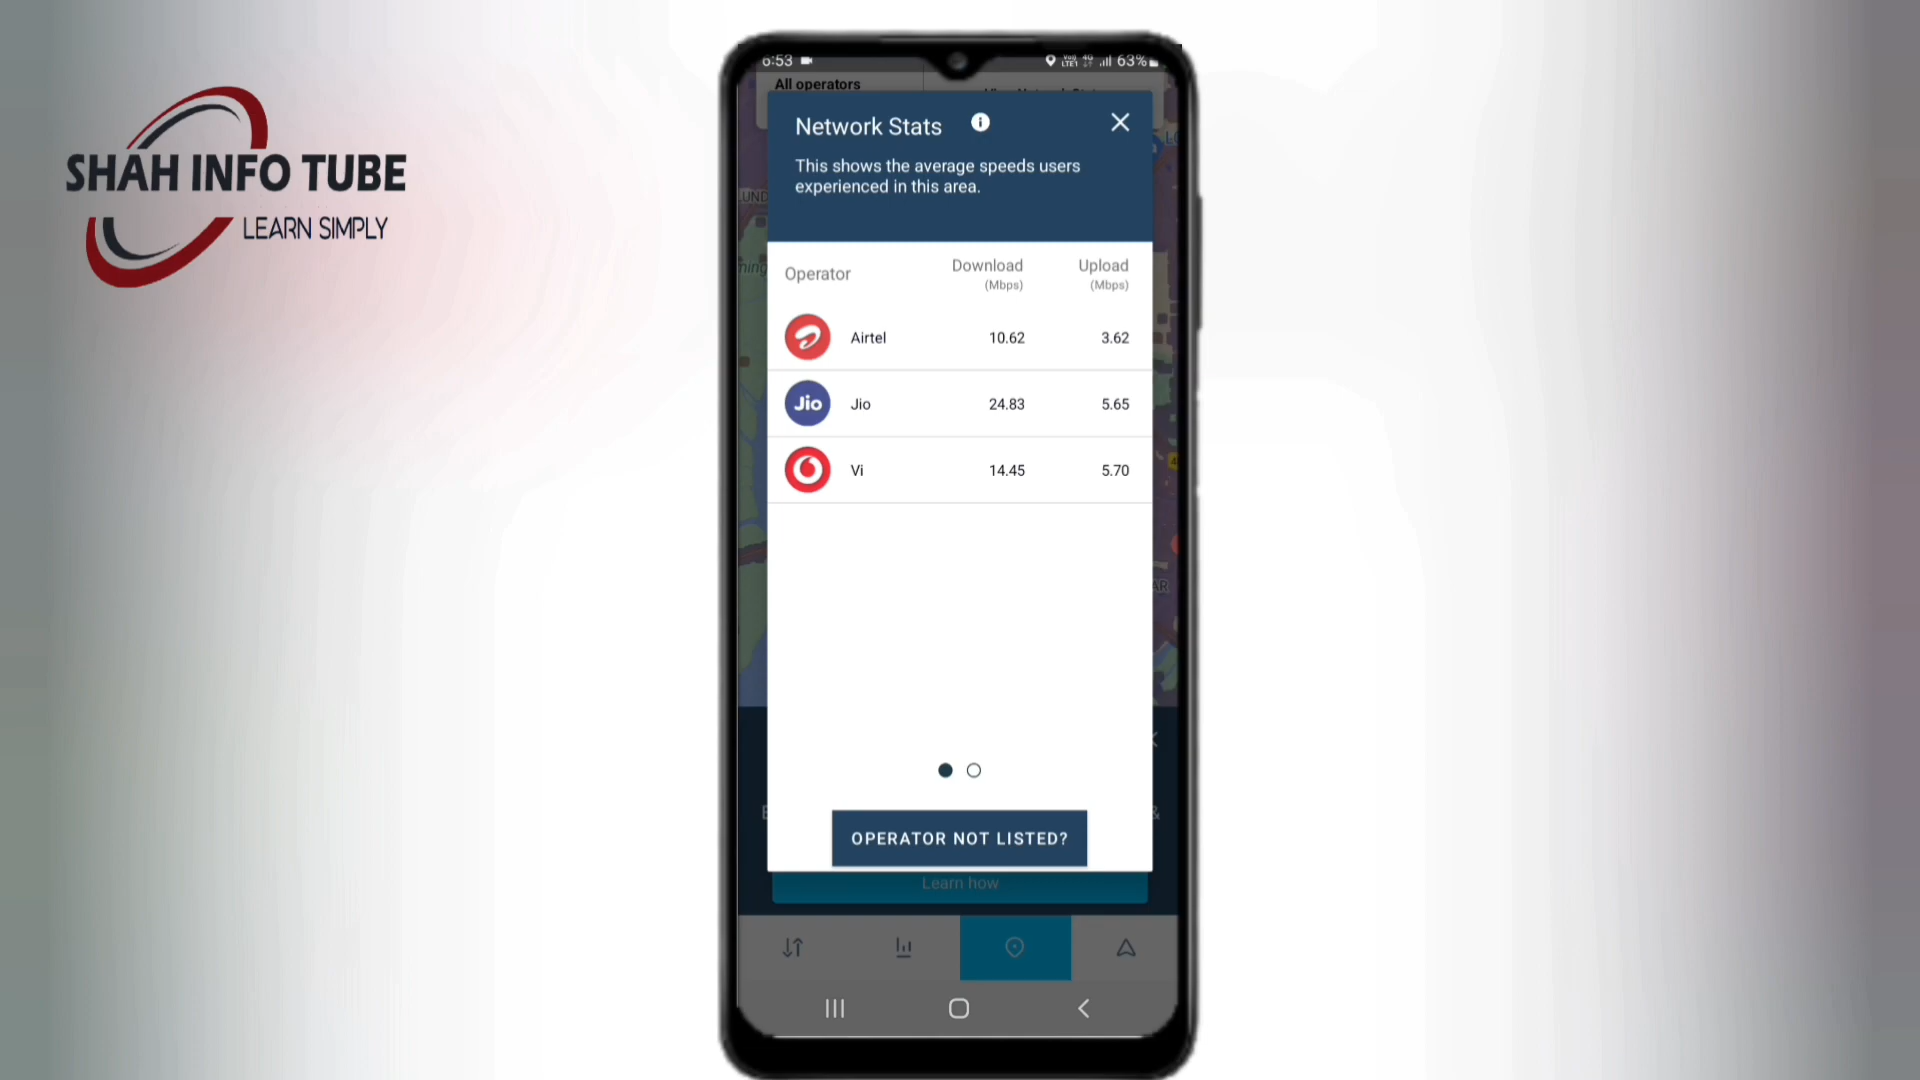 SHAH INFO TUBE
LEARN SIMPLY
6:53
63%
All operators
Network Stats
This shows the average speeds users
experienced in this area.
Operator Download Upload
(Mbps) (Mbps)
Airtel 10.62 3.62
Jio Jio 24.83 5.65
Vi 14.45 5.70
OPERATOR NOT LISTED?
Learn how